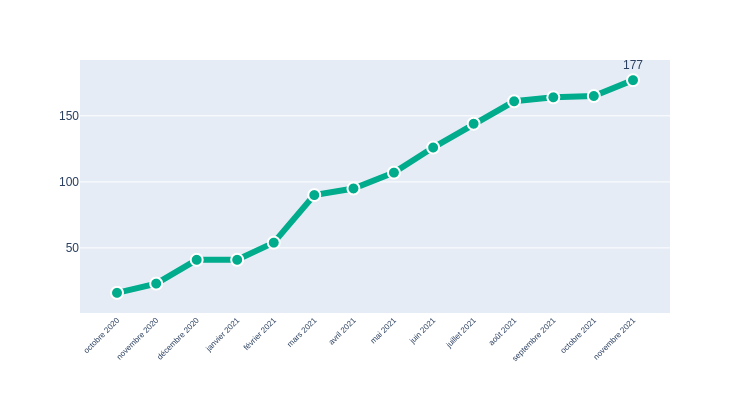 177
150
100
50
octobre 2020
novembre 2020
décembre 2020
janvier 2021
février 2021
mars 2021
avril 2021
mai 2021
juin 2021
juillet 2021
août 2021
septembre 2021
octobre 2021
novembre 2021